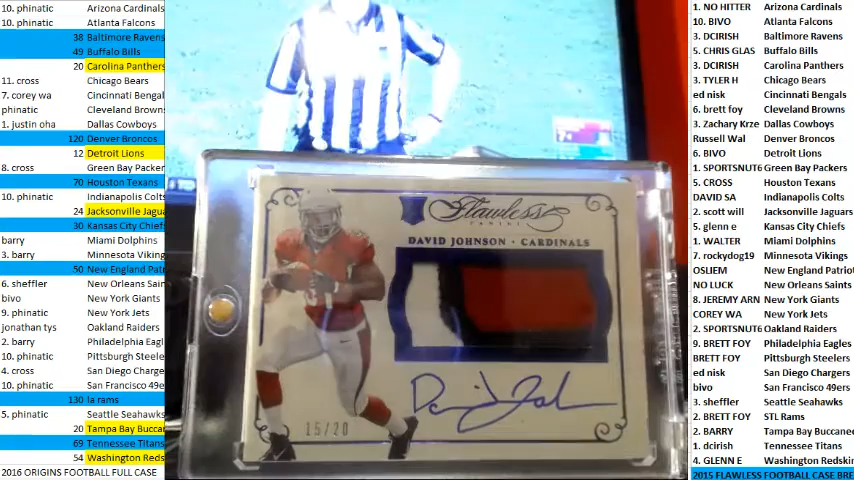 10. phinatic Arizona Cardinals
10. phinatic Atlanta Falcons
38 Baltimore Ravens
49 Buffalo Bills
20 Carolina Panthers
11. cross Chicago Bears
7. corey wa Cincinnati Bengal
phinatic Cleveland Browns
1. justin oha Dallas Cowboys
120 Denver Broncos
12 Detroit Lions
8. cross Green Bay Packer
70 Houston Texans
10. phinatic Indianapolis Colts
24 Jacksonville Jagua
30 Kansas City Chief
barry Miami Dolphins
3. barry Minnesota Viking
50 New England Patr
6. sheffler New Orleans Saint
bivo New York Giants
9. phinatic New York Jets
jonathan tys Oakland Raiders
2. barry Philadelphia Eagl
10. phinatic Pittsburgh Steele
4. cross San Diego Charge
10. phinatic San Francisco 49e
130 la rams
5. phinatic Seattle Seahawks
20 Tampa Bay Buccar
69 Tennessee Titans
54 Washington Reds
2016 ORIGINS FOOTBALL FULL CASE
Flawless
PANINI
DAVID JOHNSON · CARDINALS
David Johnson
15/20
1. NO HITTER Arizona Cardinals
10. BIVO Atlanta Falcons
3. DCIRISH Baltimore Ravens
5. CHRIS GLAS Buffalo Bills
3. DCIRISH Carolina Panthers
3. TYLER H Chicago Bears
ed nisk Cincinnati Bengals
6. brett foy Cleveland Browns
3. Zachary Krze Dallas Cowboys
Russell Wal Denver Broncos
6. BIVO Detroit Lions
1. SPORTSNUT6 Green Bay Packers
5. CROSS Houston Texans
DAVID SA Indianapolis Colts
2. scott will Jacksonville Jaguars
5. glenn e Kansas City Chiefs
1. WALTER Miami Dolphins
7. rockydog19 Minnesota Vikings
OSLIEM New England Patriot
NO LUCK New Orleans Saints
8. JEREMY ARN New York Giants
COREY WA New York Jets
2. SPORTSNUT6 Oakland Raiders
9. BRETT FOY Philadelphia Eagles
BRETT FOY Pittsburgh Steelers
ed nisk San Diego Chargers
bivo San Francisco 49ers
3. sheffler Seattle Seahawks
2. BRETT FOY STL Rams
2. BARRY Tampa Bay Buccanee
1. dcirish Tennessee Titans
4. GLENN E Washington Redskin
2015 FLAWLESS FOOTBALL CASE BRE